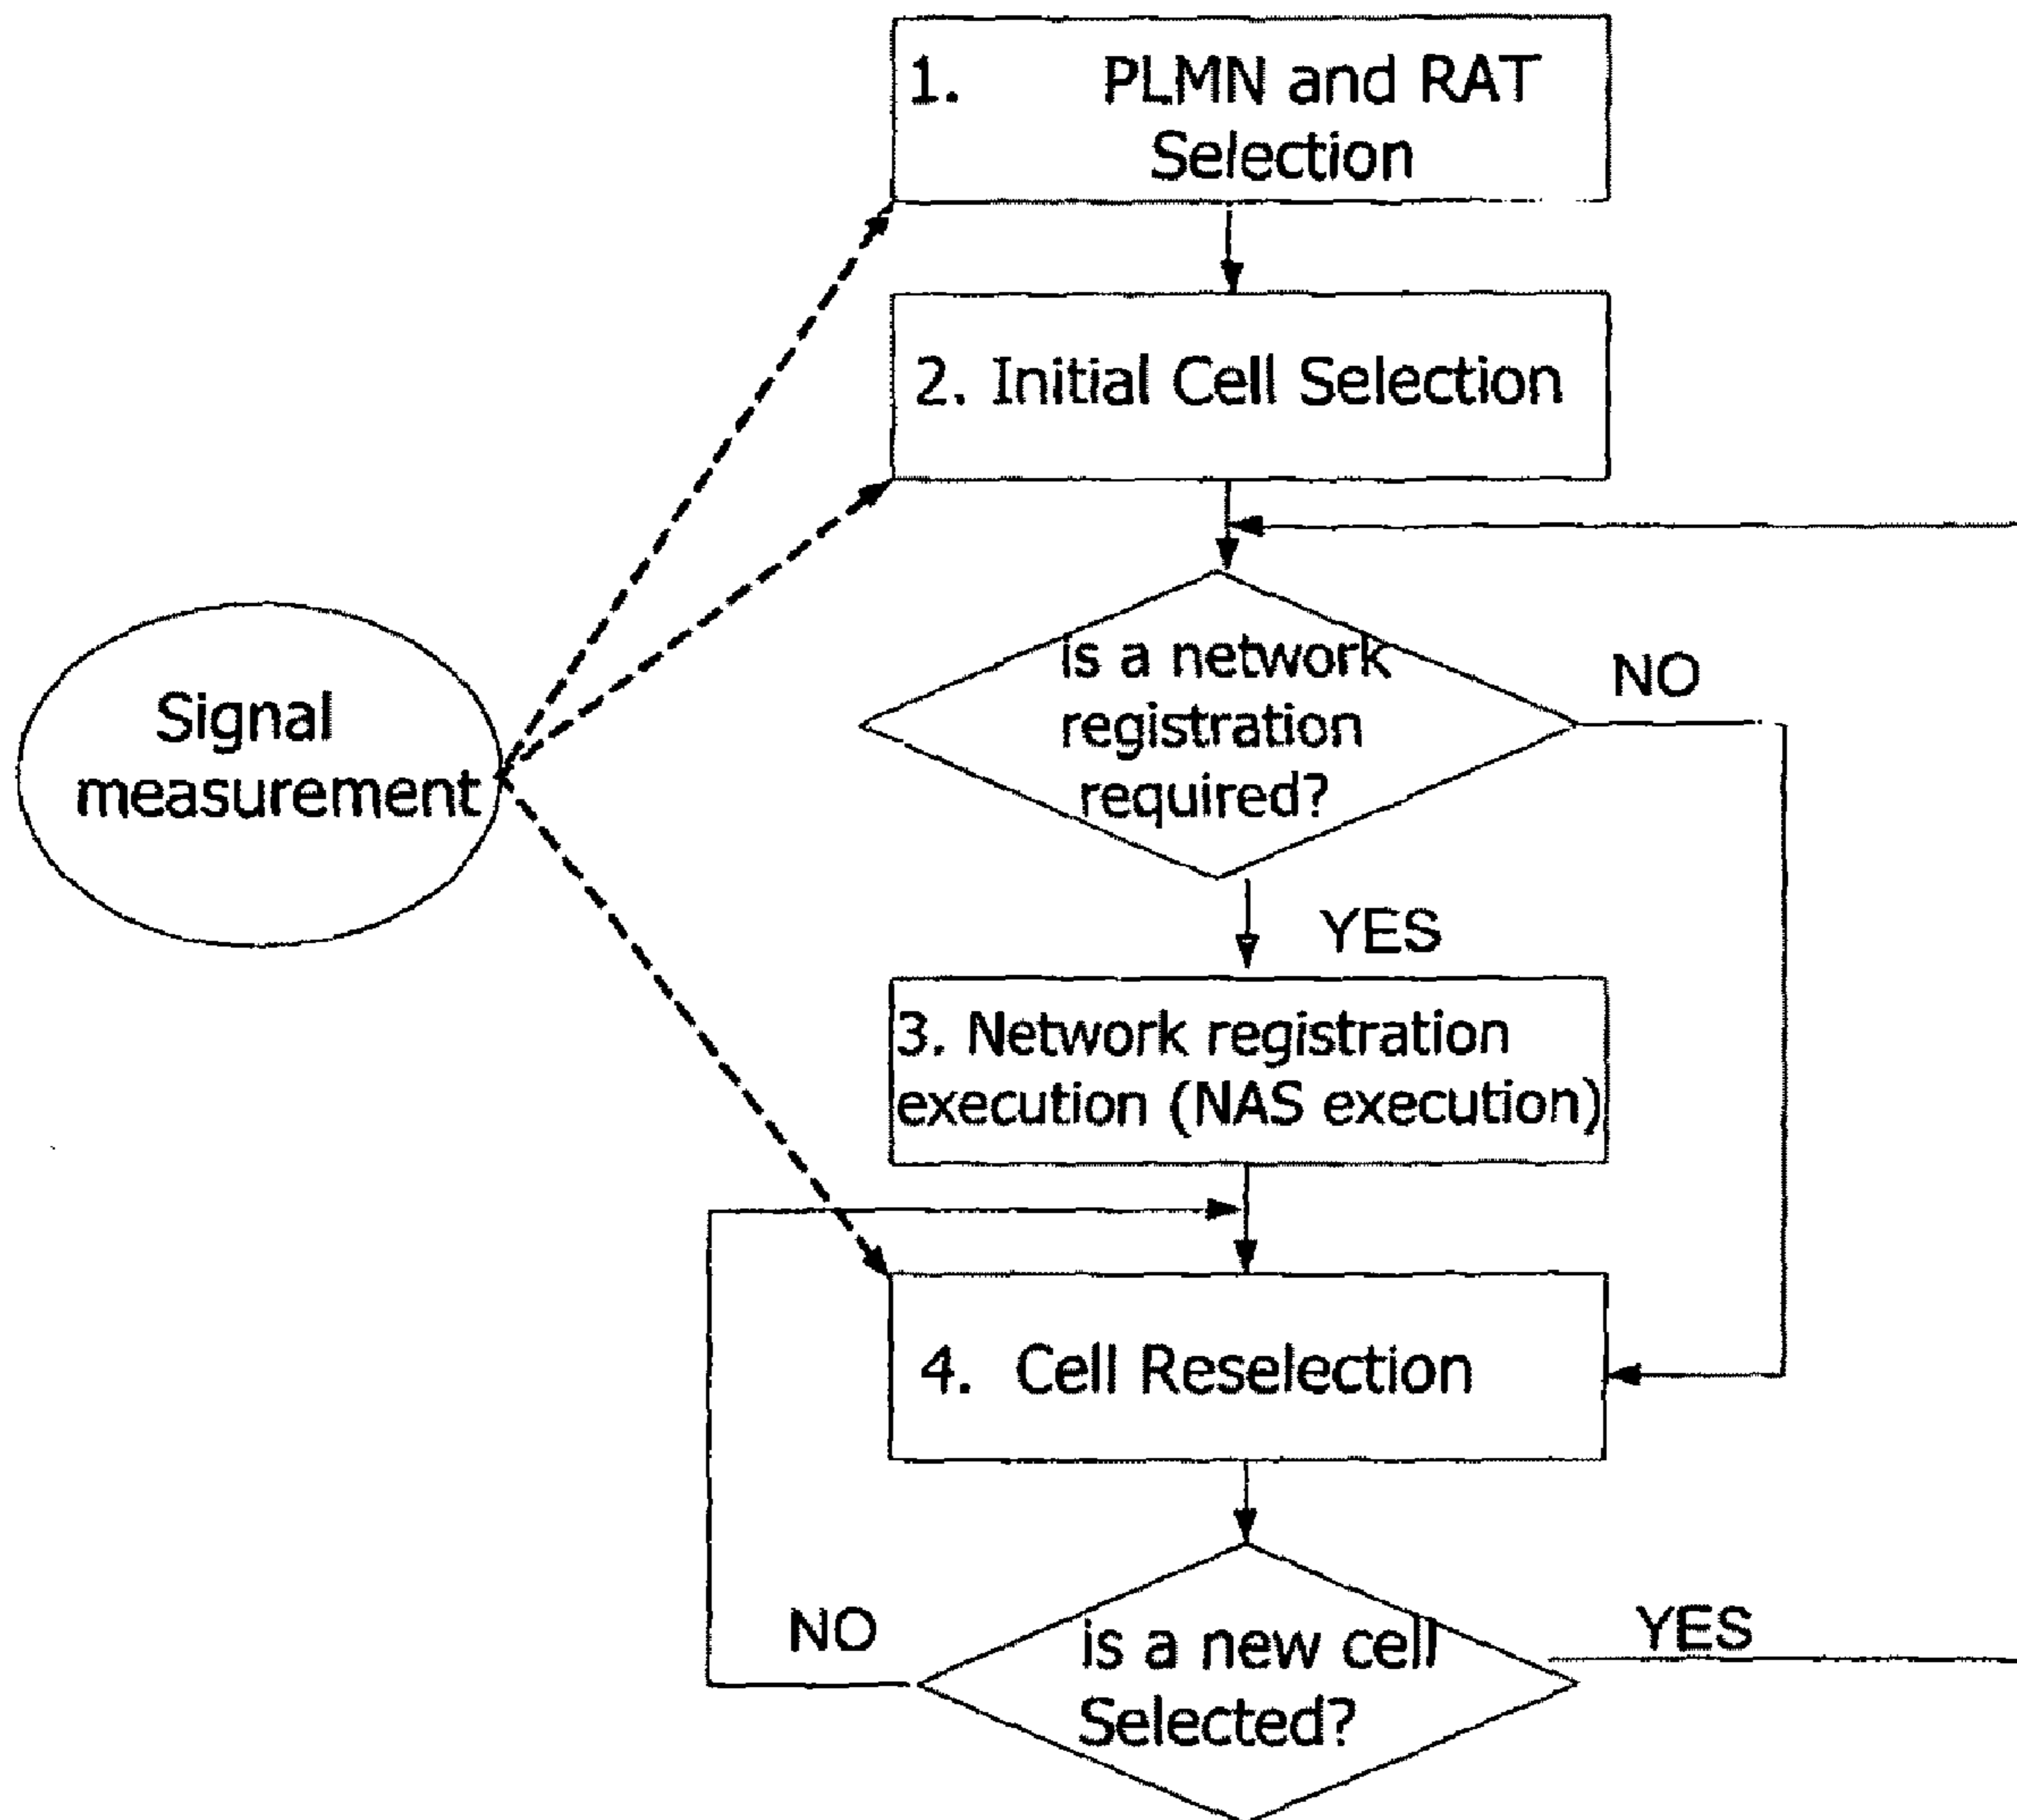 1. PLMN and RAT
Selection
2. Initial Cell Selection
is a network
registration
required?
NO
Signal
measurement
YES
3. Network registration
execution (NAS execution)
4. Cell Reselection
NO
is a new cell
Selected?
YES